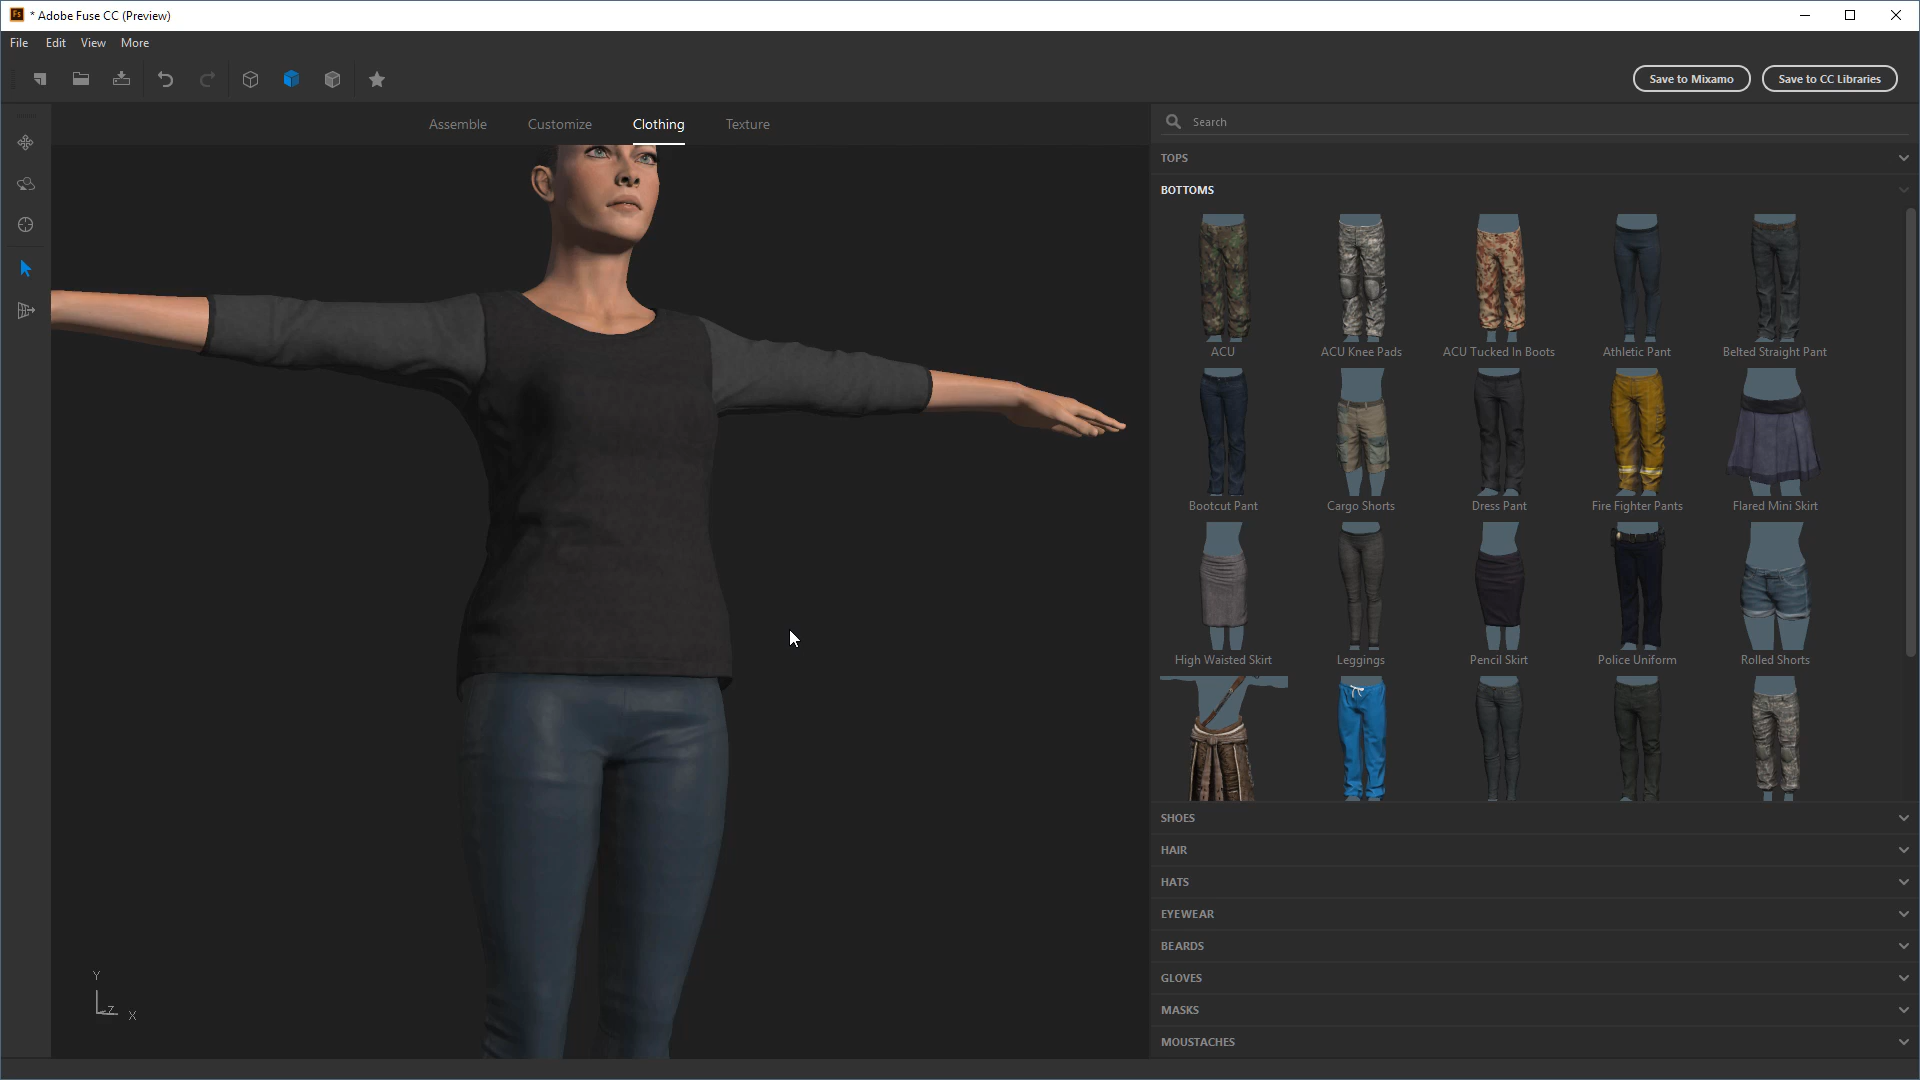 * Adobe Fuse CC (Preview)
File Edit View More
Save to Mixamo Save to CC Libraries
Assemble Customize Clothing Texture
Search
TOPS
BOTTOMS
ACU ACU Knee Pads ACU Tucked In Boots Athletic Pant Belted Straight Pant
Bootcut Pant Cargo Shorts Dress Pant Fire Fighter Pants Flared Mini Skirt
High Waisted Skirt Leggings Pencil Skirt Police Uniform Rolled Shorts
SHOES
HAIR
HATS
EYEWEAR
BEARDS
GLOVES
MASKS
MOUSTACHES
Y
Z
X
Fs